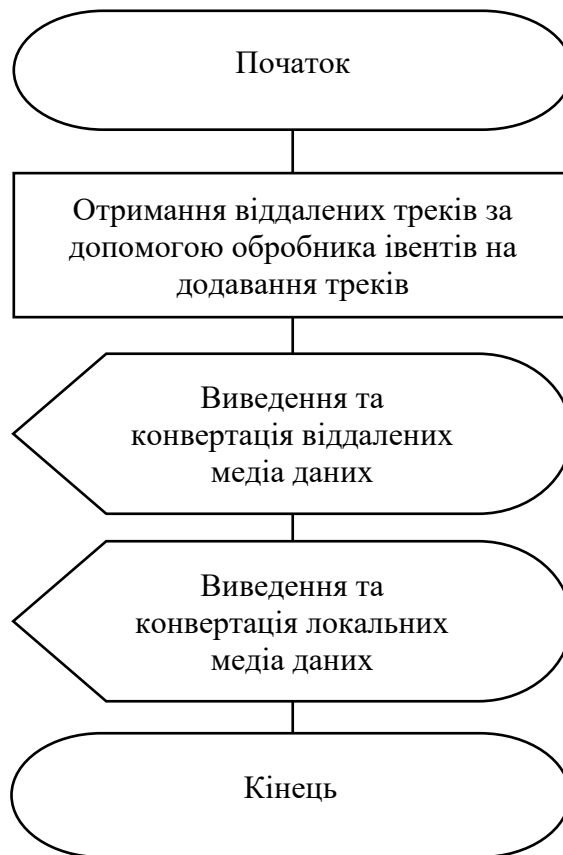 Початок
Отримання віддалених треків за
допомогою обробника івентів на
додавання треків
Виведення та
конвертація віддалених
медіа даних
Виведення та
конвертація локальних
медіа даних
Кінець